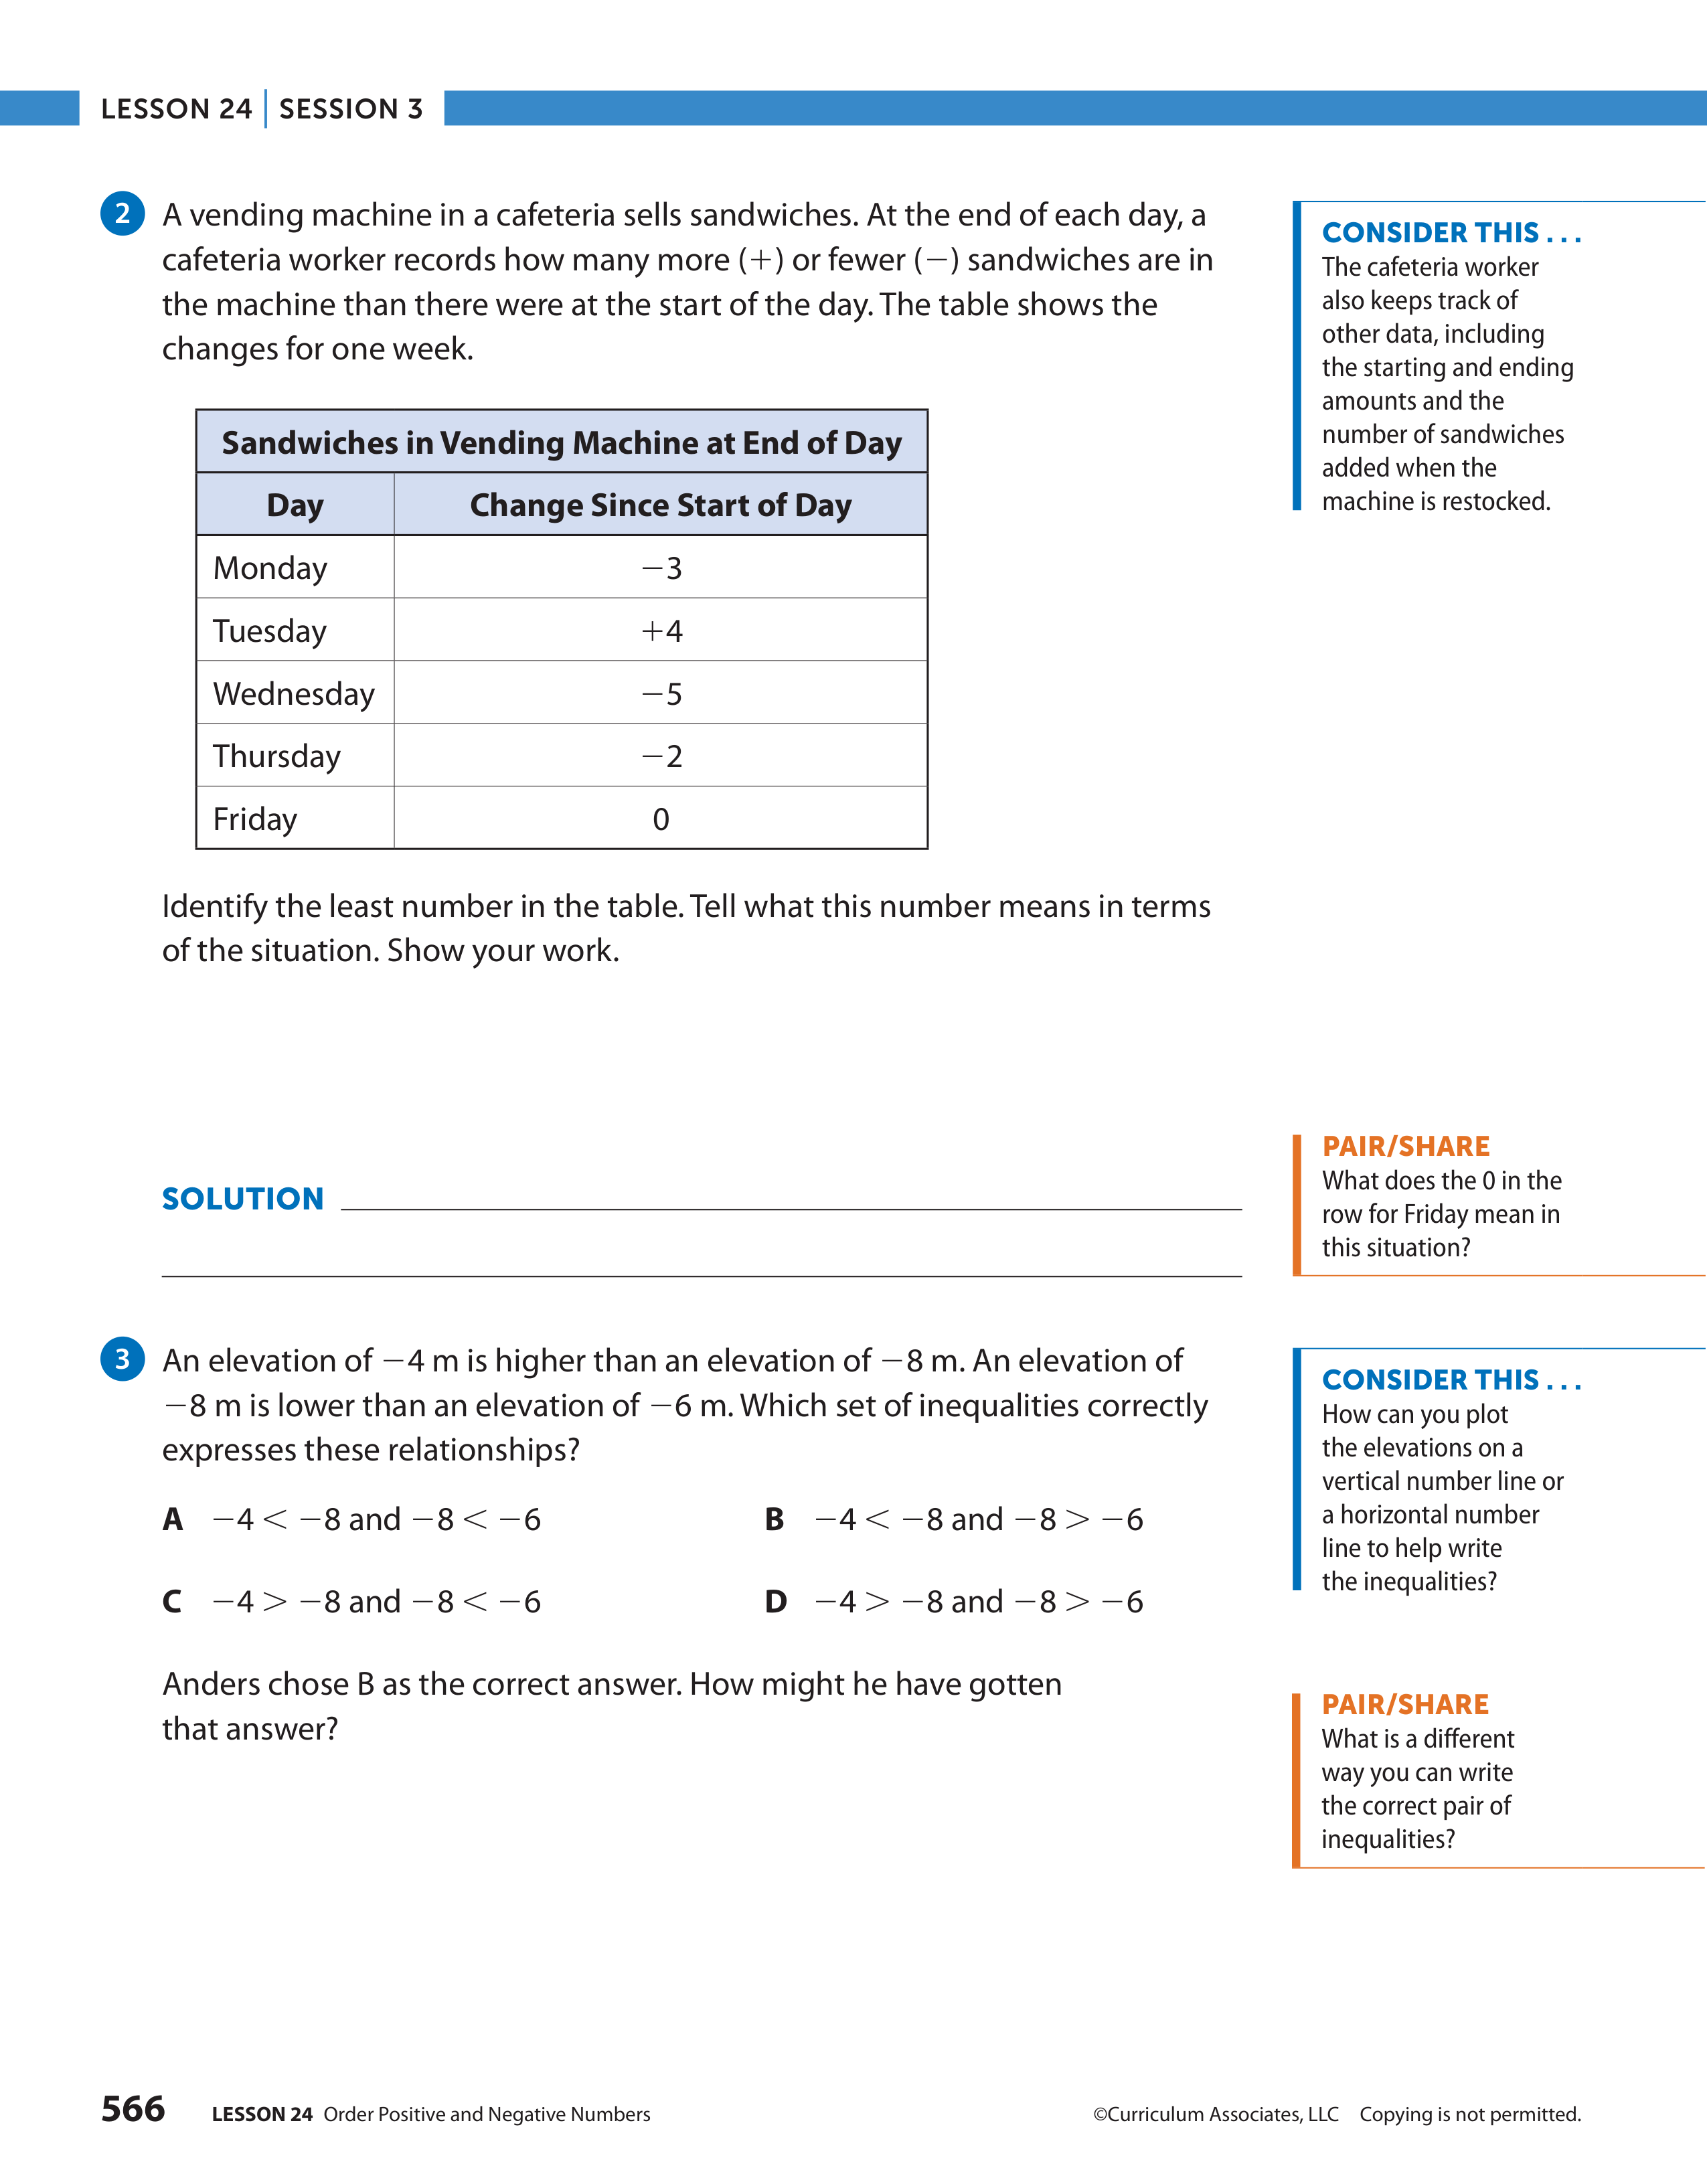 LESSON 24 | SESSION 3
2 A vending machine in a cafeteria sells sandwiches. At the end of each day, a
cafeteria worker records how many more (+) or fewer (−) sandwiches are in
the machine than there were at the start of the day. The table shows the
changes for one week.
Sandwiches in Vending Machine at End of Day
Day Change Since Start of Day
Monday −3
Tuesday +4
Wednesday −5
Thursday −2
Friday 0
Identify the least number in the table. Tell what this number means in terms
of the situation. Show your work.
SOLUTION
CONSIDER THIS . . .
The cafeteria worker
also keeps track of
other data, including
the starting and ending
amounts and the
number of sandwiches
added when the
machine is restocked.
PAIR/SHARE
What does the 0 in the
row for Friday mean in
this situation?
3 An elevation of −4 m is higher than an elevation of −8 m. An elevation of
−8 m is lower than an elevation of −6 m. Which set of inequalities correctly
expresses these relationships?
A −4 < −8 and −8 < −6
B −4 < −8 and −8 > −6
C −4 > −8 and −8 < −6
D −4 > −8 and −8 > −6
Anders chose B as the correct answer. How might he have gotten
that answer?
CONSIDER THIS . . .
How can you plot
the elevations on a
vertical number line or
a horizontal number
line to help write
the inequalities?
PAIR/SHARE
What is a different
way you can write
the correct pair of
inequalities?
566 LESSON 24 Order Positive and Negative Numbers
©Curriculum Associates, LLC Copying is not permitted.